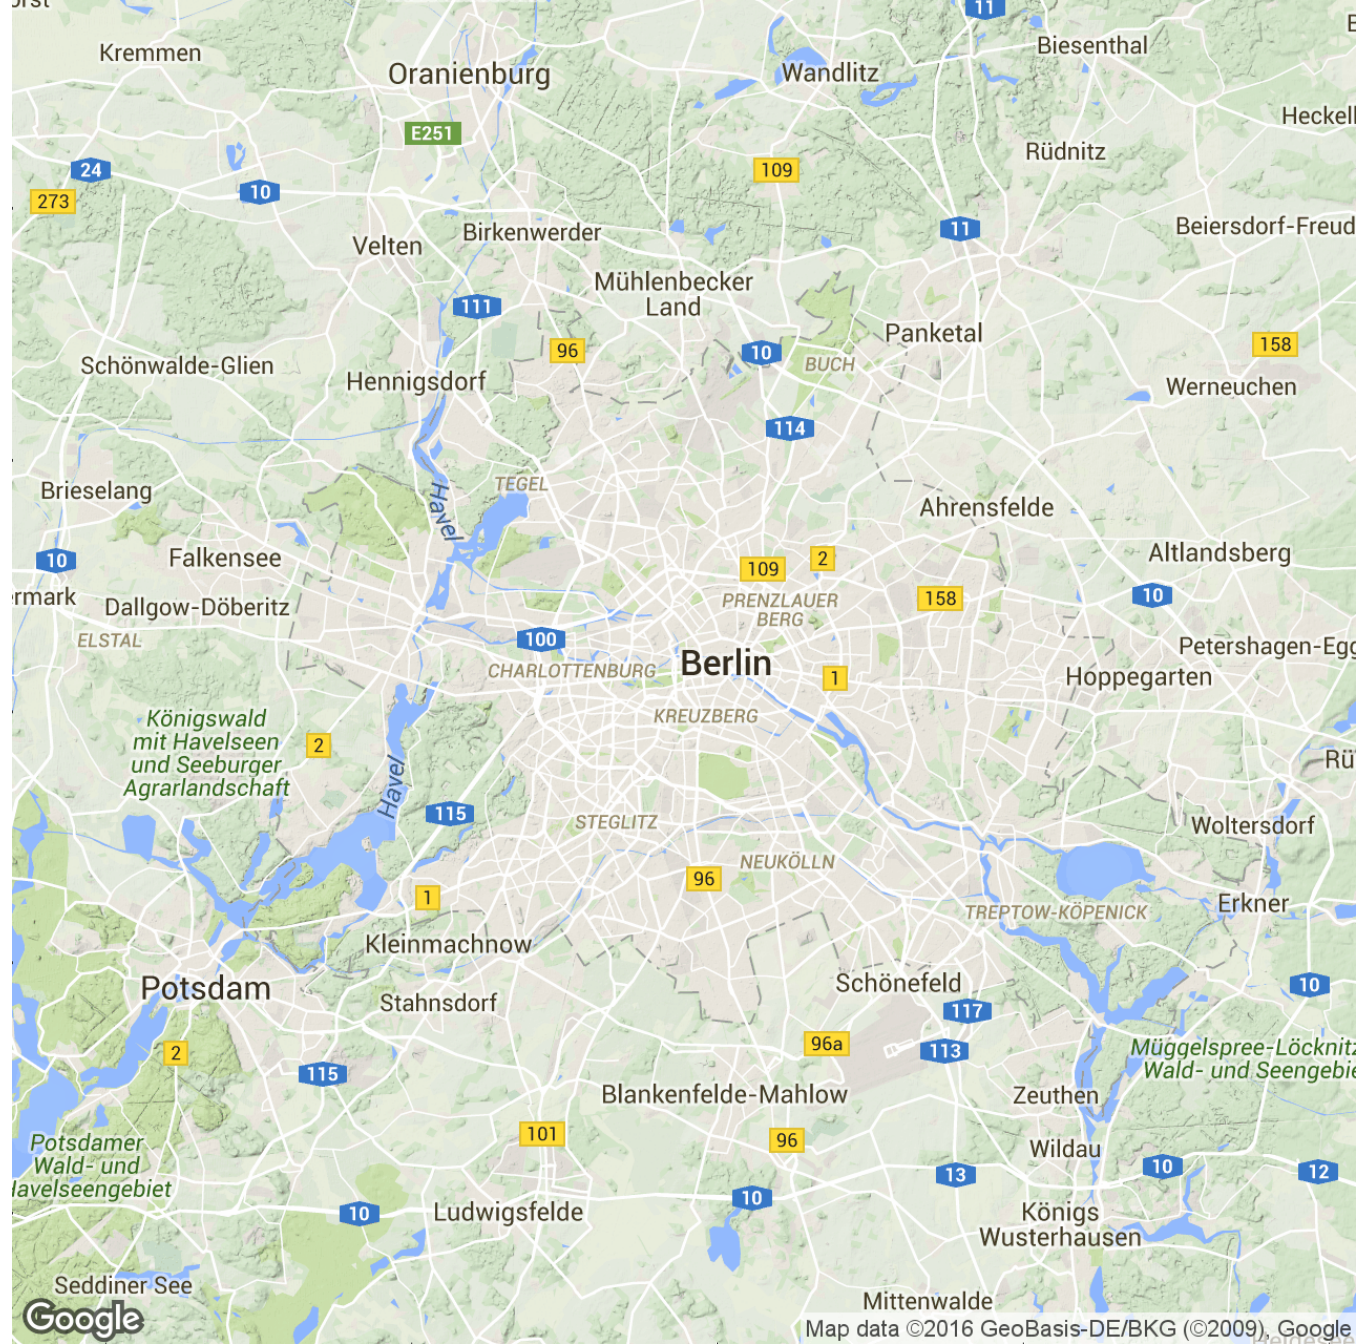 Kremmen
Oranienburg
Wandlitz
11
Biesenthal
E251
24
10
273
109
Rüdnitz
Velten
Birkenwerder
11
Beiersdorf-Freud
111
Mühlenbecker
Land
96
10
BUCH
Panketal
158
Schönwalde-Glien
Hennigsdorf
Werneuchen
114
Brieselang
TEGEL
Havel
Ahrensfelde
10
Falkensee
109
2
Altlandsberg
ermark
Dallgow-Döberitz
PRENZLAUER
BERG
158
10
ELSTAL
100
CHARLOTTENBURG
Berlin
1
Petershagen-Egg
Hoppegarten
KREUZBERG
Königswald
mit Havelseen
und Seeburger
Agrarlandschaft
2
Havel
115
STEGLITZ
Rü
Woltersdorf
NEUKÖLLN
96
1
TREPTOW-KÖPENICK
Erkner
Kleinmachnow
Potsdam
Stahnsdorf
Schönefeld
117
10
2
115
96a
113
Müggelspree-Löcknitz
Wald- und Seengebie
Blankenfelde-Mahlow
Zeuthen
101
96
Wildau
Potsdamer
Wald- und
Havelseengebiet
10
10
13
10
12
Ludwigsfelde
Königs
Wusterhausen
Seddiner See
Mittenwalde
Google
Map data ©2016 GeoBasis-DE/BKG (©2009), Google